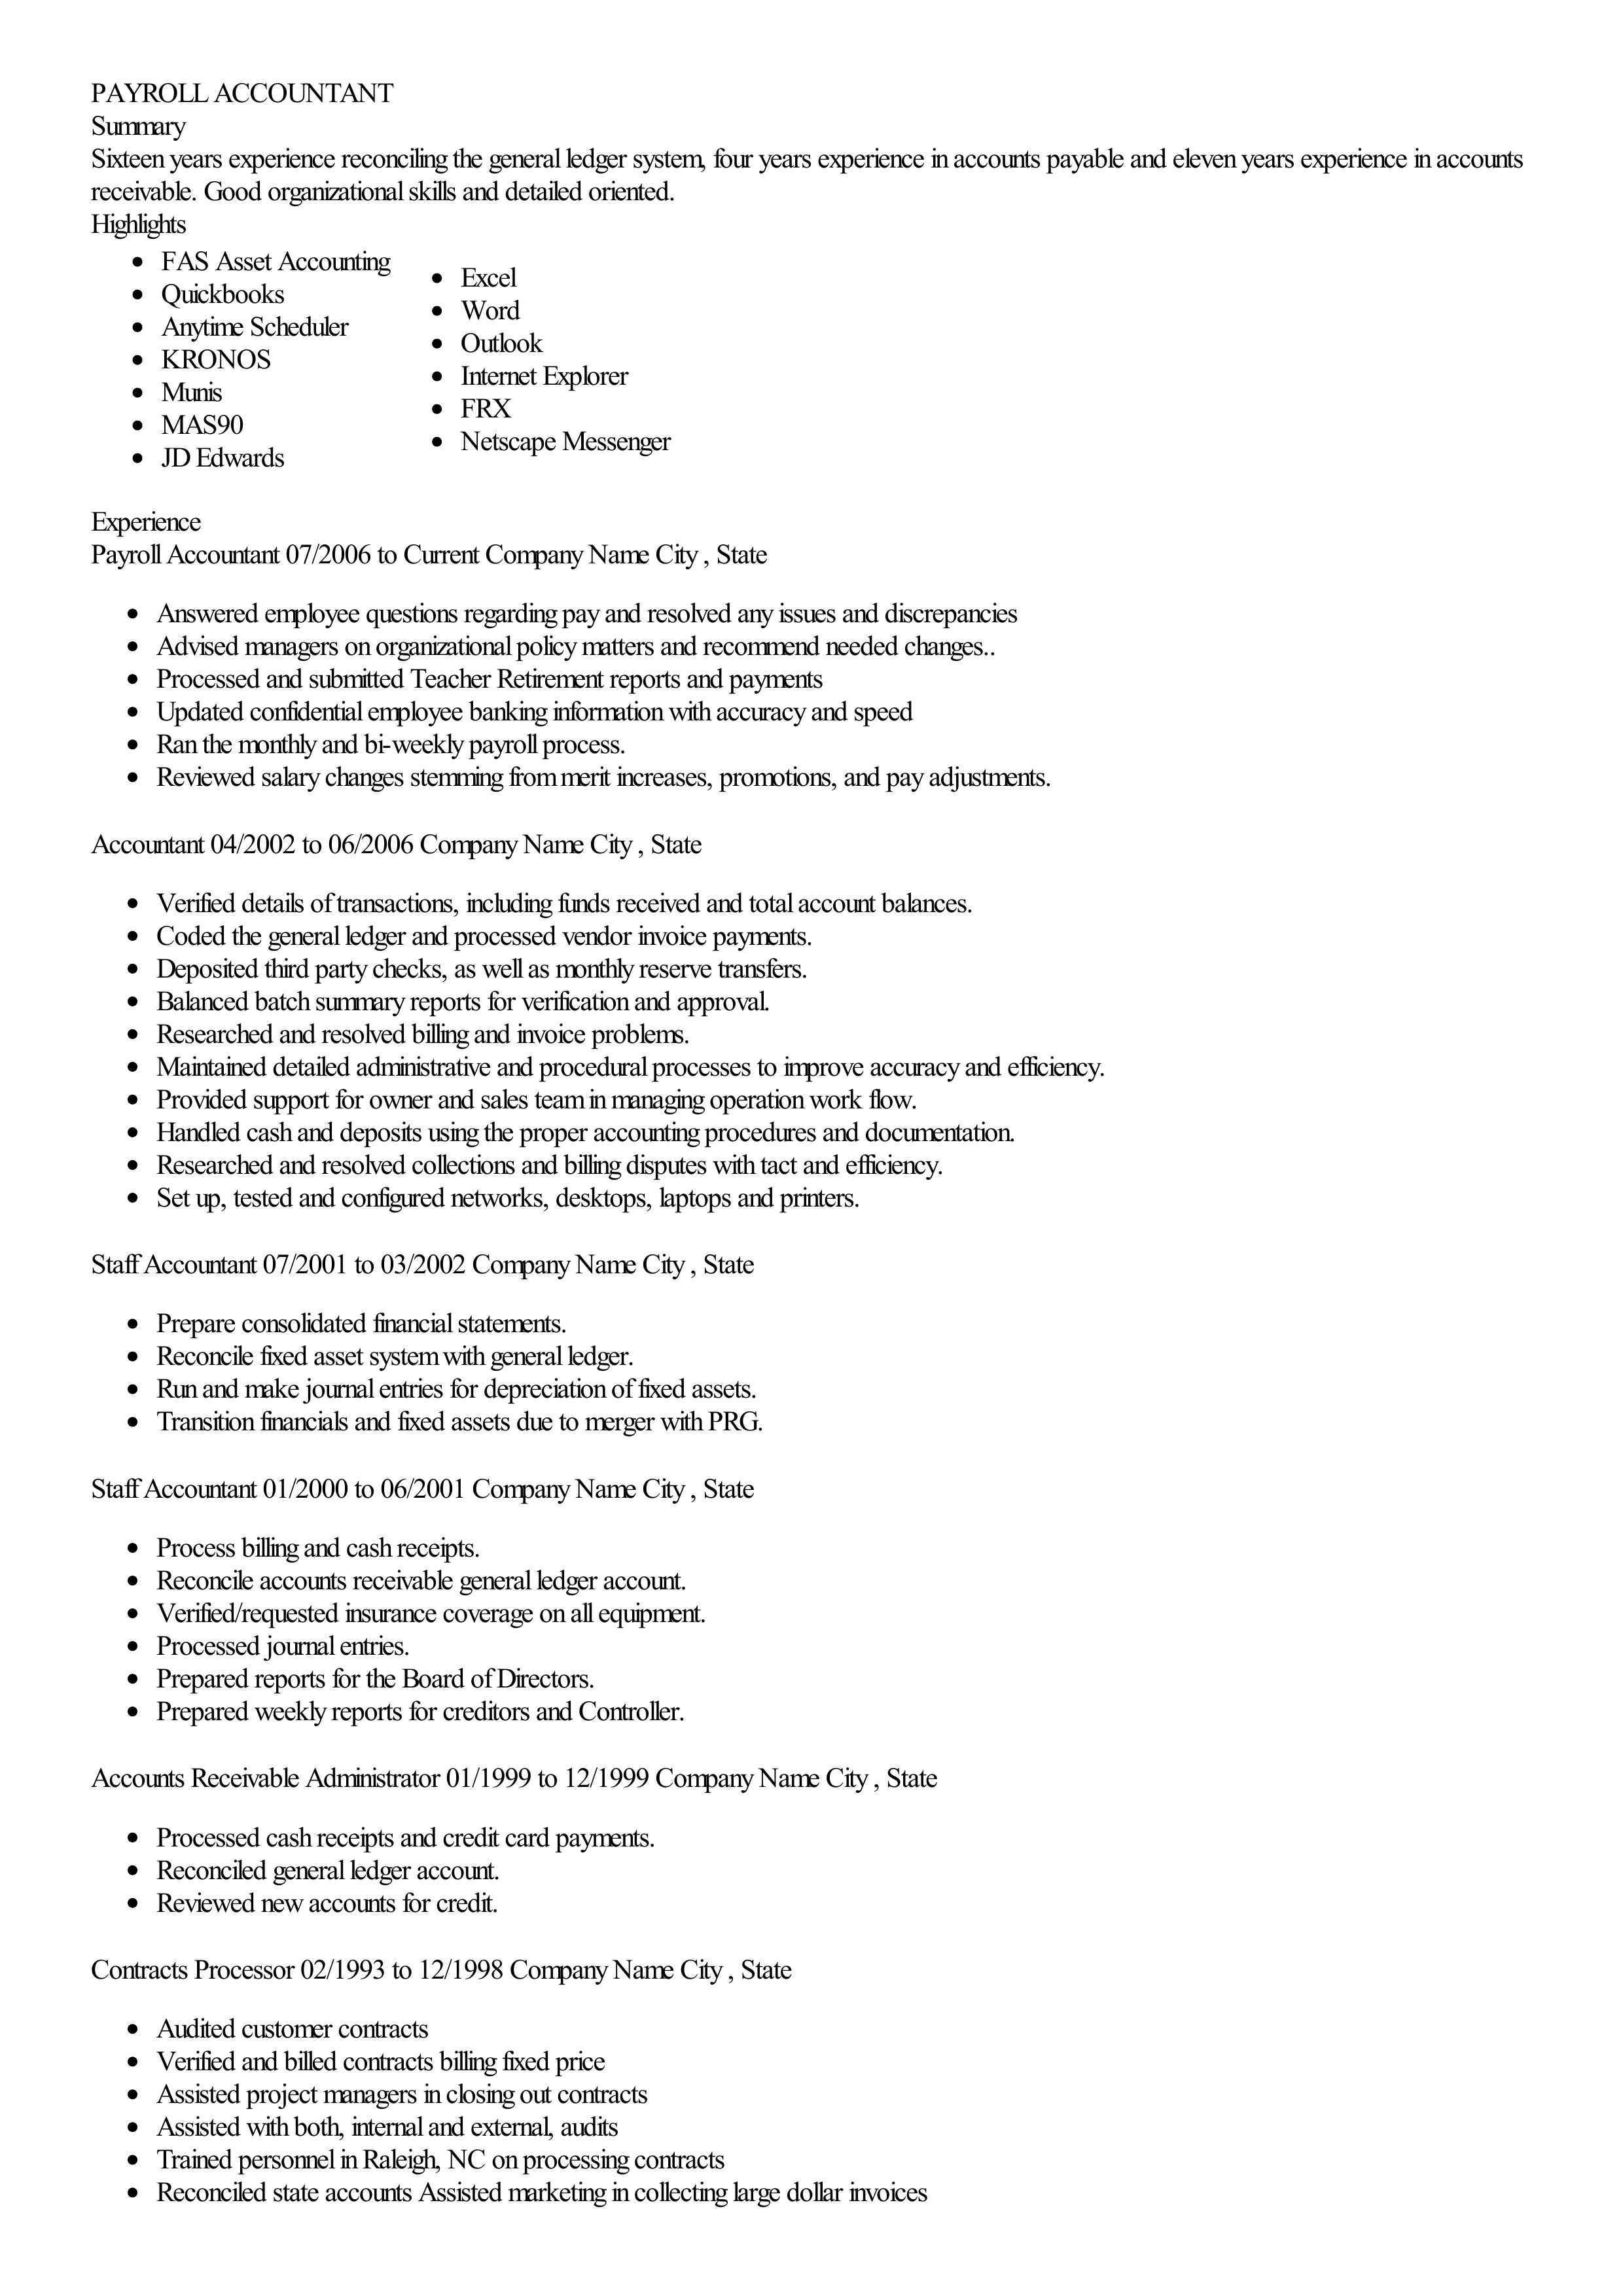 PAYROLL ACCOUNTANT
Summary
Sixteen years experience reconciling the general ledger system, four years experience in accounts payable and eleven years experience in accounts
receivable. Good organizational skills and detailed oriented.
Highlights
• FAS Asset Accounting
• Quickbooks
• Anytime Scheduler
• KRONOS
• Munis
• MAS90
• JD Edwards
• Excel
• Word
• Outlook
• Internet Explorer
• FRX
• Netscape Messenger
Experience
Payroll Accountant 07/2006 to Current Company Name City , State
• Answered employee questions regarding pay and resolved any issues and discrepancies
• Advised managers on organizational policy matters and recommend needed changes..
• Processed and submitted Teacher Retirement reports and payments
• Updated confidential employee banking information with accuracy and speed
• Ran the monthly and bi-weekly payroll process.
• Reviewed salary changes stemming from merit increases, promotions, and pay adjustments.
Accountant 04/2002 to 06/2006 Company Name City , State
• Verified details of transactions, including funds received and total account balances.
• Coded the general ledger and processed vendor invoice payments.
• Deposited third party checks, as well as monthly reserve transfers.
• Balanced batch summary reports for verification and approval.
• Researched and resolved billing and invoice problems.
• Maintained detailed administrative and procedural processes to improve accuracy and efficiency.
• Provided support for owner and sales team in managing operation work flow.
• Handled cash and deposits using the proper accounting procedures and documentation.
• Researched and resolved collections and billing disputes with tact and efficiency.
• Set up, tested and configured networks, desktops, laptops and printers.
Staff Accountant 07/2001 to 03/2002 Company Name City , State
• Prepare consolidated financial statements.
• Reconcile fixed asset system with general ledger.
• Run and make journal entries for depreciation of fixed assets.
• Transition financials and fixed assets due to merger with PRG.
Staff Accountant 01/2000 to 06/2001 Company Name City , State
• Process billing and cash receipts.
• Reconcile accounts receivable general ledger account.
• Verified/requested insurance coverage on all equipment.
• Processed journal entries.
• Prepared reports for the Board of Directors.
• Prepared weekly reports for creditors and Controller.
Accounts Receivable Administrator 01/1999 to 12/1999 Company Name City , State
• Processed cash receipts and credit card payments.
• Reconciled general ledger account.
• Reviewed new accounts for credit.
Contracts Processor 02/1993 to 12/1998 Company Name City , State
• Audited customer contracts
• Verified and billed contracts billing fixed price
• Assisted project managers in closing out contracts
• Assisted with both, internal and external, audits
• Trained personnel in Raleigh, NC on processing contracts
• Reconciled state accounts Assisted marketing in collecting large dollar invoices